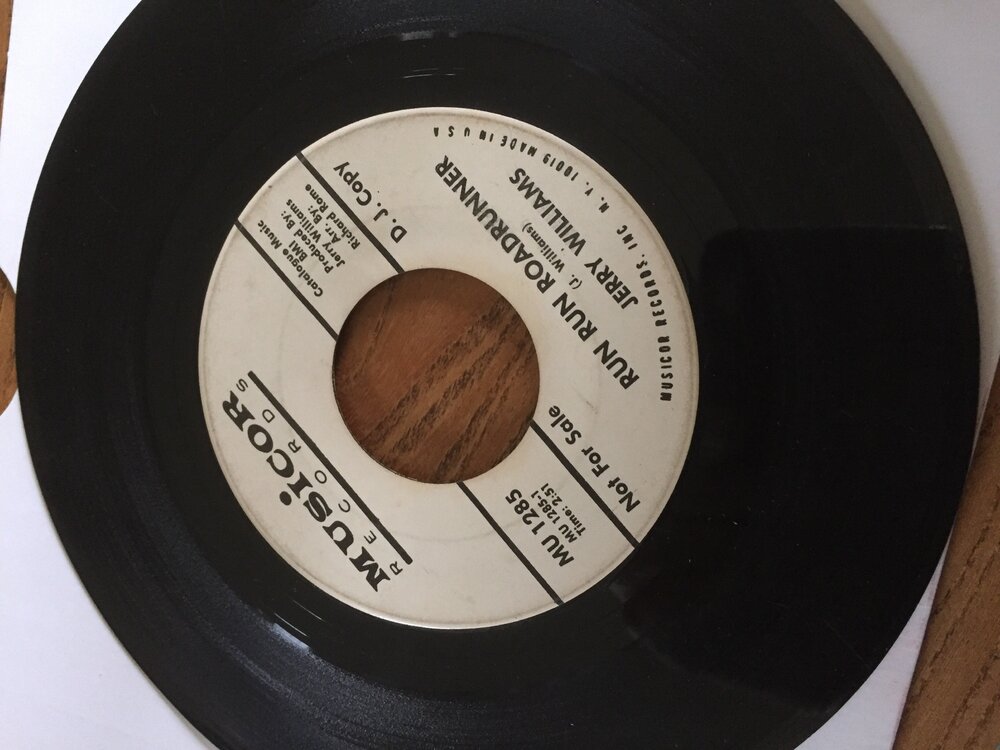 MUSICOR
RECORDS
MU 1285
MU 1285-1
Time: 2:51
Catalogue Music
BMI
Produced By:
Jerry Williams
Arr. By:
Richard Rome
Not For Sale
D. J. Copy
RUN RUN ROADRUNNER
(J. Williams)
JERRY WILLIAMS
MUSICOR RECORDS, INC N. Y. 10019 MADE IN U S A